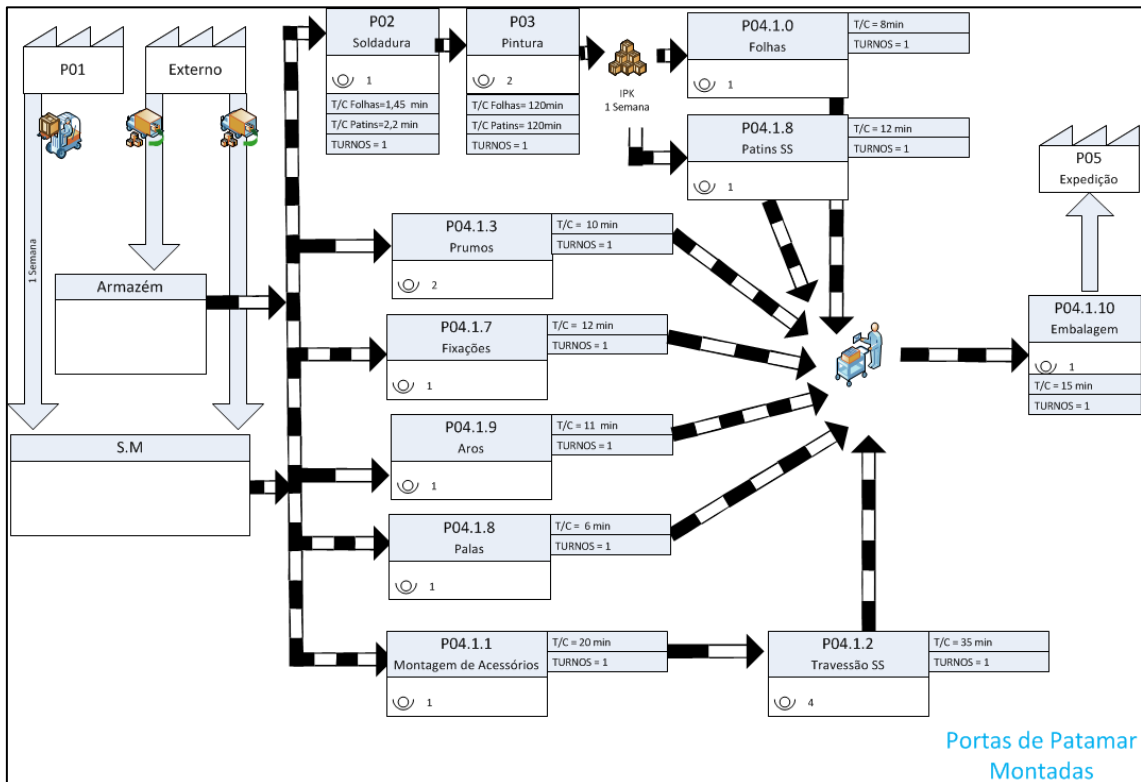 P01
Externo
1 Semana
Armazém
S.M
P02
Soldadura
1
T/C Folhas=1,45 min
T/C Patins=2,2 min
TURNOS = 1
P03
Pintura
2
T/C Folhas= 120min
T/C Patins= 120min
TURNOS = 1
IPK
1 Semana
P04.1.0
Folhas
1
T/C = 8min
TURNOS = 1
P04.1.8
Patins SS
1
T/C = 12 min
TURNOS = 1
P04.1.3
Prumos
2
T/C = 10 min
TURNOS = 1
P04.1.7
Fixações
1
T/C = 12 min
TURNOS = 1
P04.1.9
Aros
1
T/C = 11 min
TURNOS = 1
P04.1.8
Palas
1
T/C = 6 min
TURNOS = 1
P04.1.1
Montagem de Acessórios
1
T/C = 20 min
TURNOS = 1
P04.1.2
Travessão SS
4
T/C = 35 min
TURNOS = 1
P05
Expedição
P04.1.10
Embalagem
1
T/C = 15 min
TURNOS = 1
Portas de Patamar
Montadas